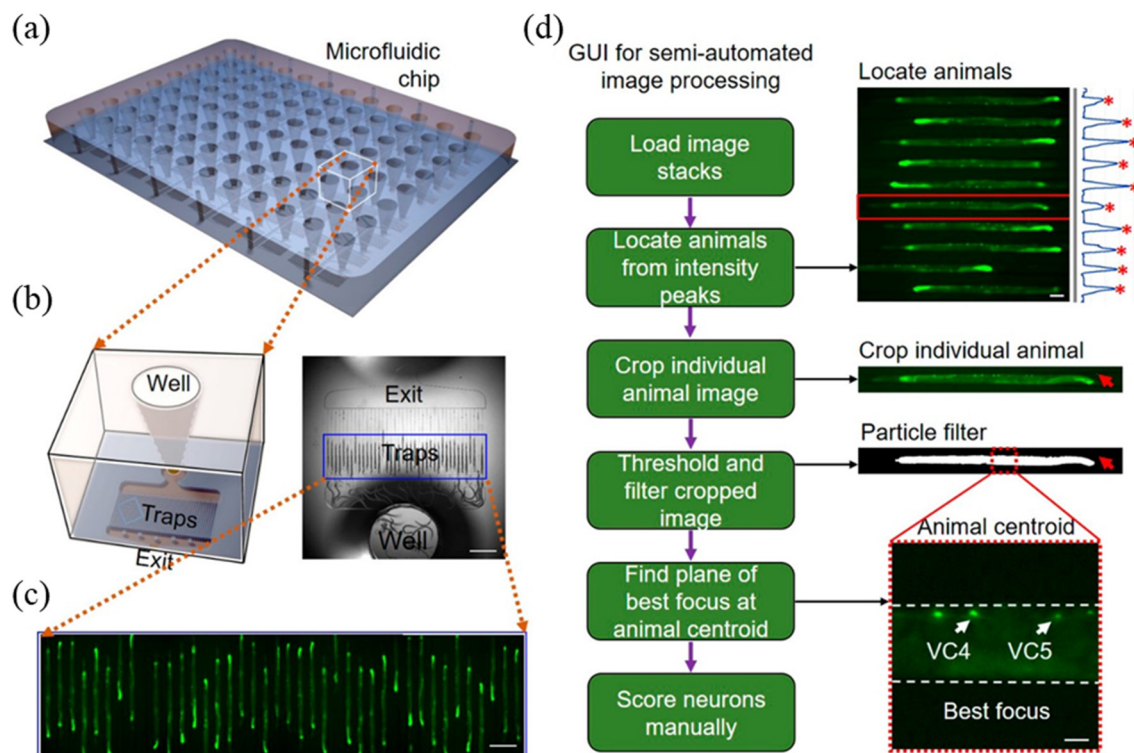 (a)
Microfluidic
chip
(b)
Well
Traps
Exit
Exit
Traps
Well
(c)
(d)
GUI for semi-automated
image processing
Load image
stacks
Locate animals
from intensity
peaks
Crop individual
animal image
Threshold and
filter cropped
image
Find plane of
best focus at
animal centroid
Score neurons
manually
Locate animals
*
*
*
*
*
*
*
*
*
*
Crop individual animal
Particle filter
Animal centroid
VC4
VC5
Best focus